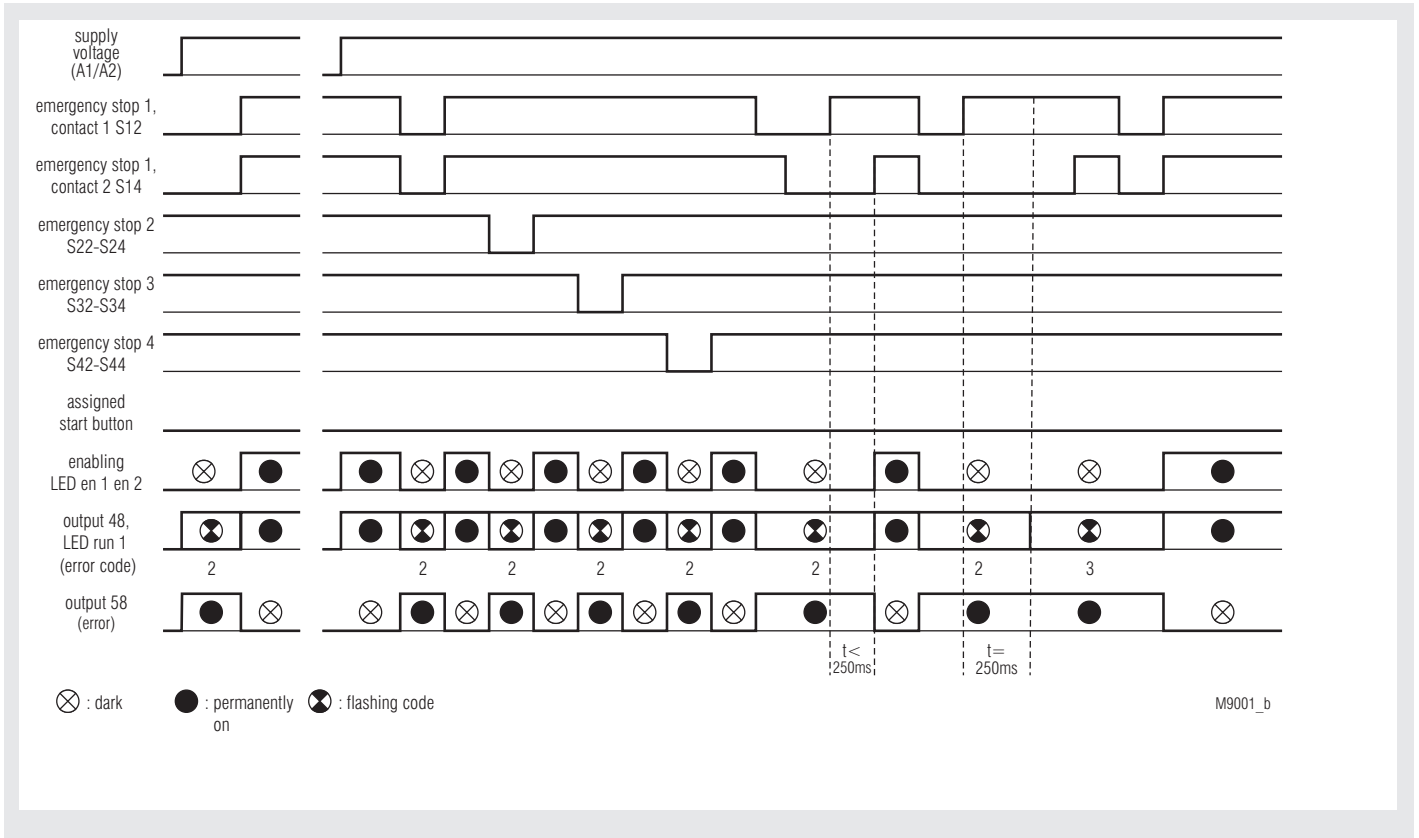 supply
voltage
(A1/A2)
emergency stop 1,
contact 1 S12
emergency stop 1,
contact 2 S14
emergency stop 2
S22-S24
emergency stop 3
S32-S34
emergency stop 4
S42-S44
assigned
start button
enabling
LED en 1 en 2
output 48,
LED run 1
(error code)
2 2 2 2 2 2 2 3
output 58
(error)
t<
250ms
t=
250ms
: dark
: permanently
on
: flashing code
M9001_b